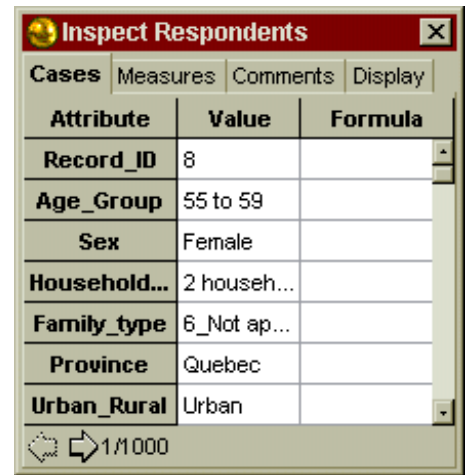 Inspect Respondents
Cases Measures Comments Display
Attribute Value Formula
Record_ID 8
Age_Group 55 to 59
Sex Female
Household... 2 househ...
Family_type 6_Not ap...
Province Quebec
Urban_Rural Urban
1/1000